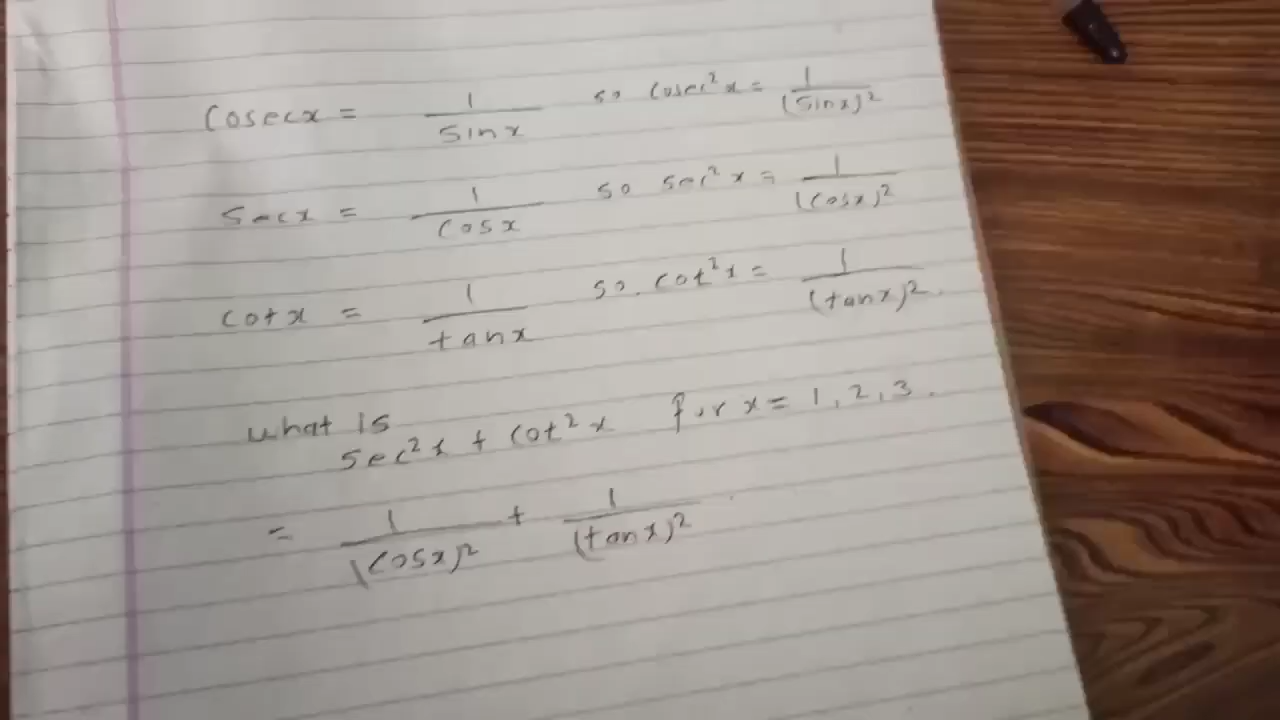 Cosecx = 1/sinx so Cosec²x = 1/(sinx)²
Secx = 1/cosx so sec²x = 1/(cosx)²
cotx = 1/tanx so. cot²x = 1/(tanx)².
what is
sec²x + cot²x for x = 1, 2, 3.
= 1/(cosx)² + 1/(tanx)²